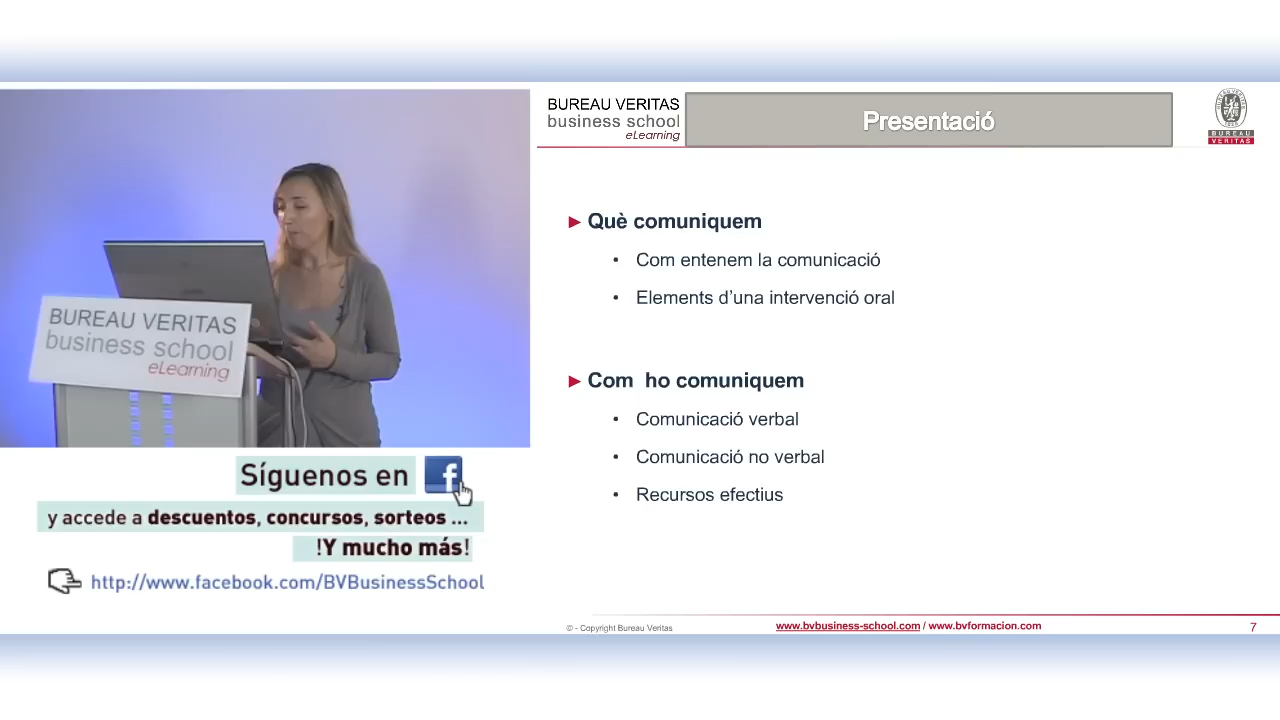 BUREAU VERITAS
business school
eLearning
Síguenos en
y accede a descuentos, concursos, sorteos ...
!Y mucho más!
http://www.facebook.com/BVBusinessSchool
BUREAU VERITAS
business school
eLearning
Presentació
BUREAU
VERITAS
► Què comuniquem
• Com entenem la comunicació
• Elements d'una intervenció oral
► Com ho comuniquem
• Comunicació verbal
• Comunicació no verbal
• Recursos efectius
© - Copyright Bureau Veritas
www.bvbusiness-school.com / www.bvformacion.com
7